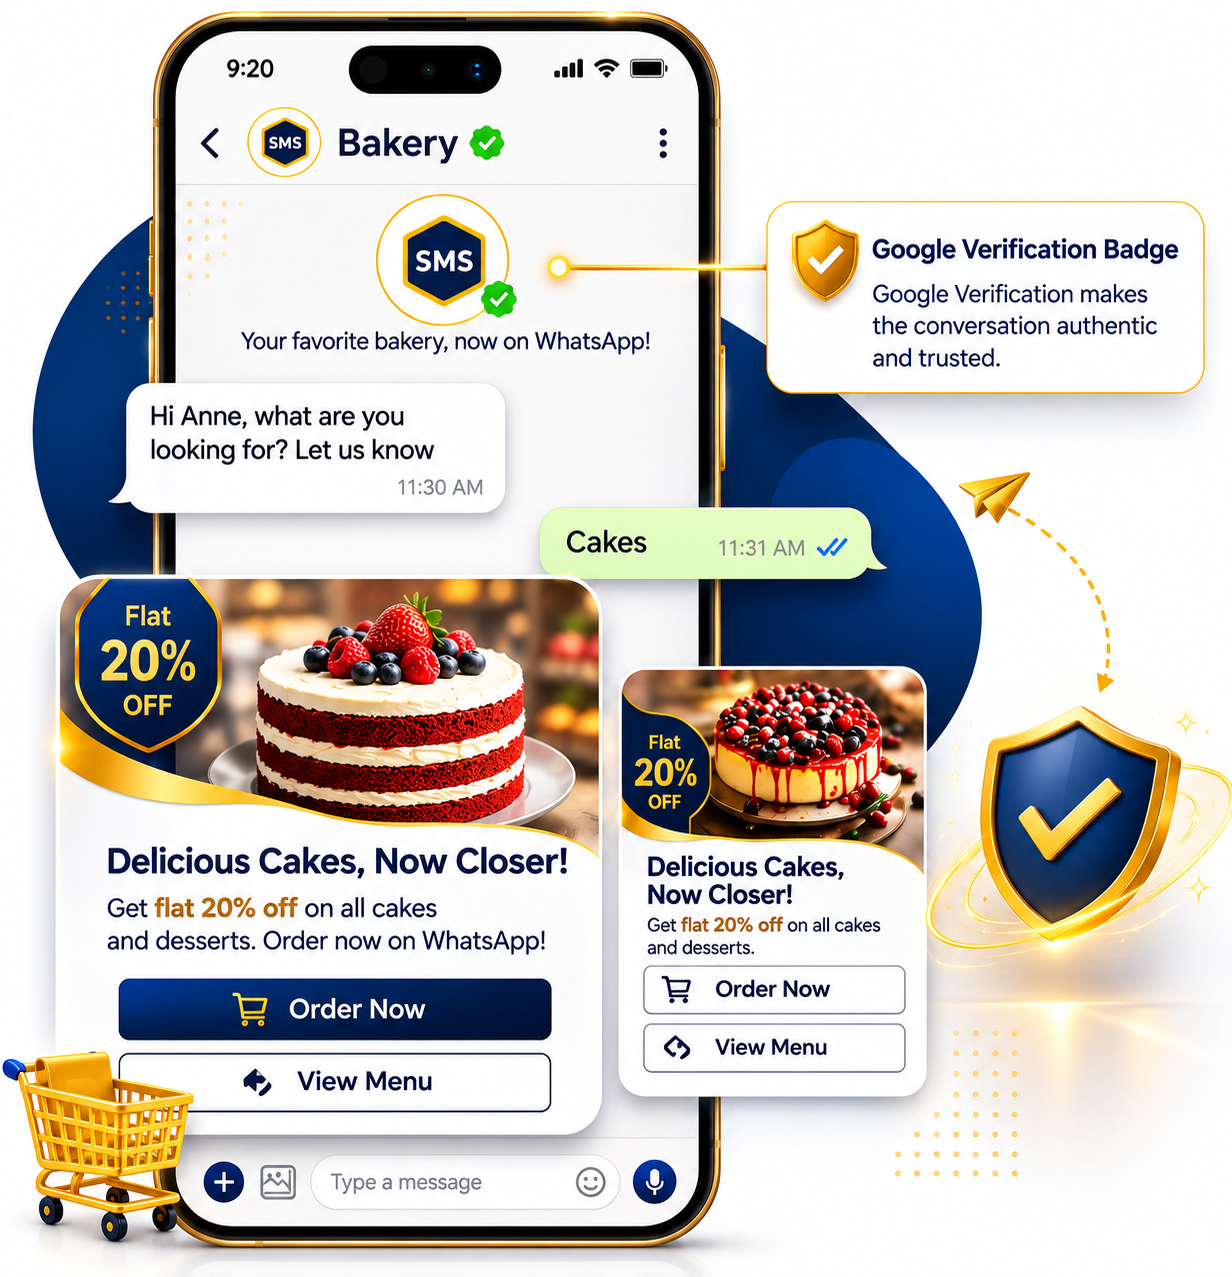 9:20
SMS
Bakery
SMS
Your favorite bakery, now on WhatsApp!
Google Verification Badge
Google Verification makes
the conversation authentic
and trusted.
Hi Anne, what are you
looking for? Let us know
11:30 AM
Cakes
11:31 AM
Flat
20%
OFF
Delicious Cakes, Now Closer!
Get flat 20% off on all cakes
and desserts. Order now on WhatsApp!
Order Now
View Menu
Flat
20%
OFF
Delicious Cakes,
Now Closer!
Get flat 20% off on all cakes
and desserts.
Order Now
View Menu
Type a message